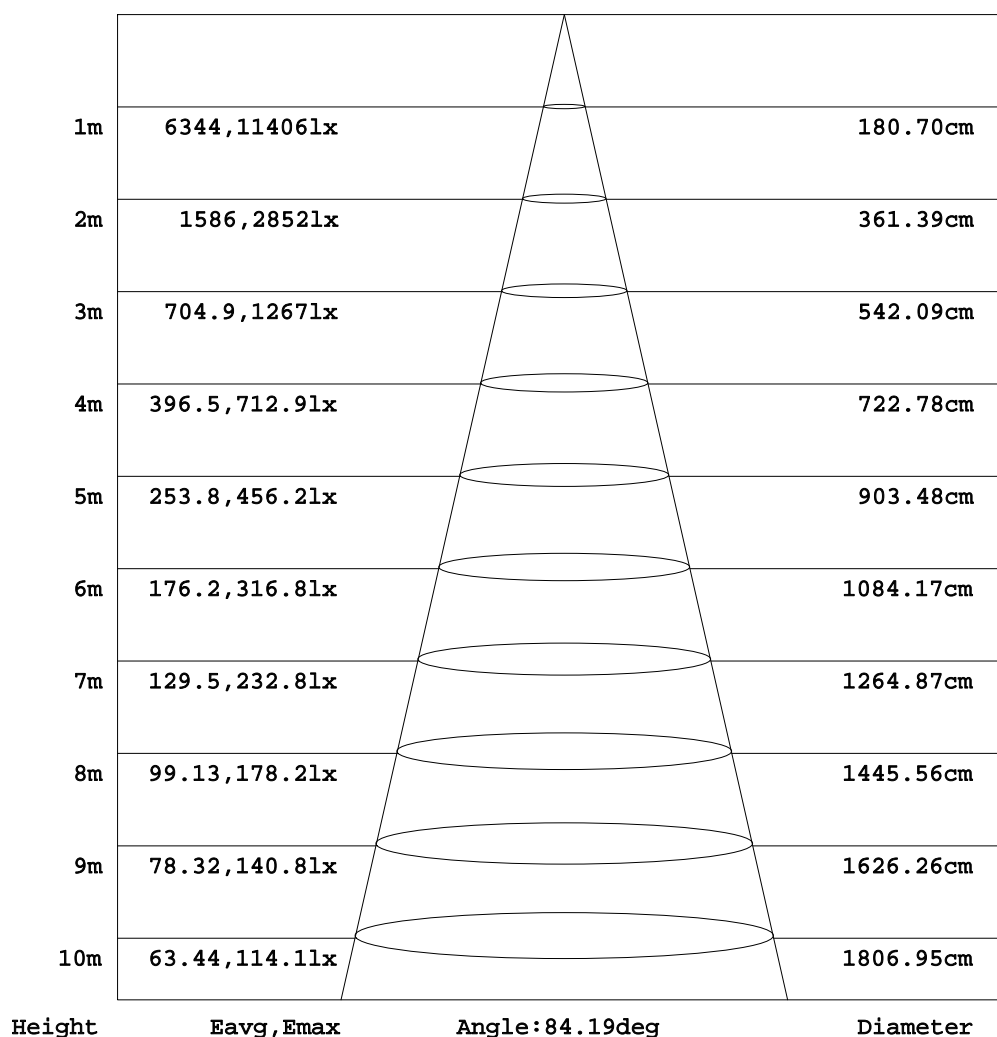 1m 6344,11406lx 180.70cm
2m 1586,2852lx 361.39cm
3m 704.9,1267lx 542.09cm
4m 396.5,712.9lx 722.78cm
5m 253.8,456.2lx 903.48cm
6m 176.2,316.8lx 1084.17cm
7m 129.5,232.8lx 1264.87cm
8m 99.13,178.2lx 1445.56cm
9m 78.32,140.8lx 1626.26cm
10m 63.44,114.1lx 1806.95cm
Height Eavg,Emax Angle:84.19deg Diameter